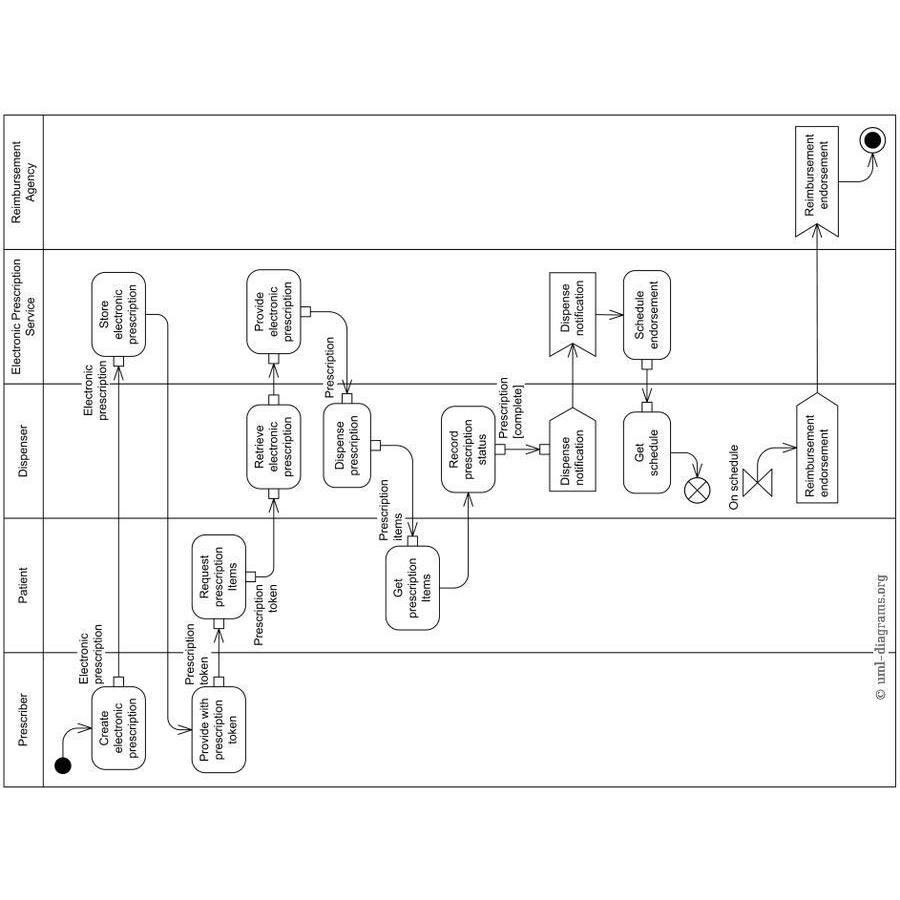 Prescriber
Patient
Dispenser
Electronic Prescription
Service
Reimbursement
Agency
Create
electronic
prescription
Electronic
prescription
Electronic
prescription
Store
electronic
prescription
Provide with
prescription
token
Prescription
token
Request
prescription
Items
Prescription
token
Retrieve
electronic
prescription
Provide
electronic
prescription
Prescription
Dispense
prescription
Prescription
items
Get
prescription
Items
Record
prescription
status
Prescription
[complete]
Dispense
notification
Dispense
notification
Schedule
endorsement
Get
schedule
On schedule
Reimbursement
endorsement
Reimbursement
endorsement
© uml-diagrams.org